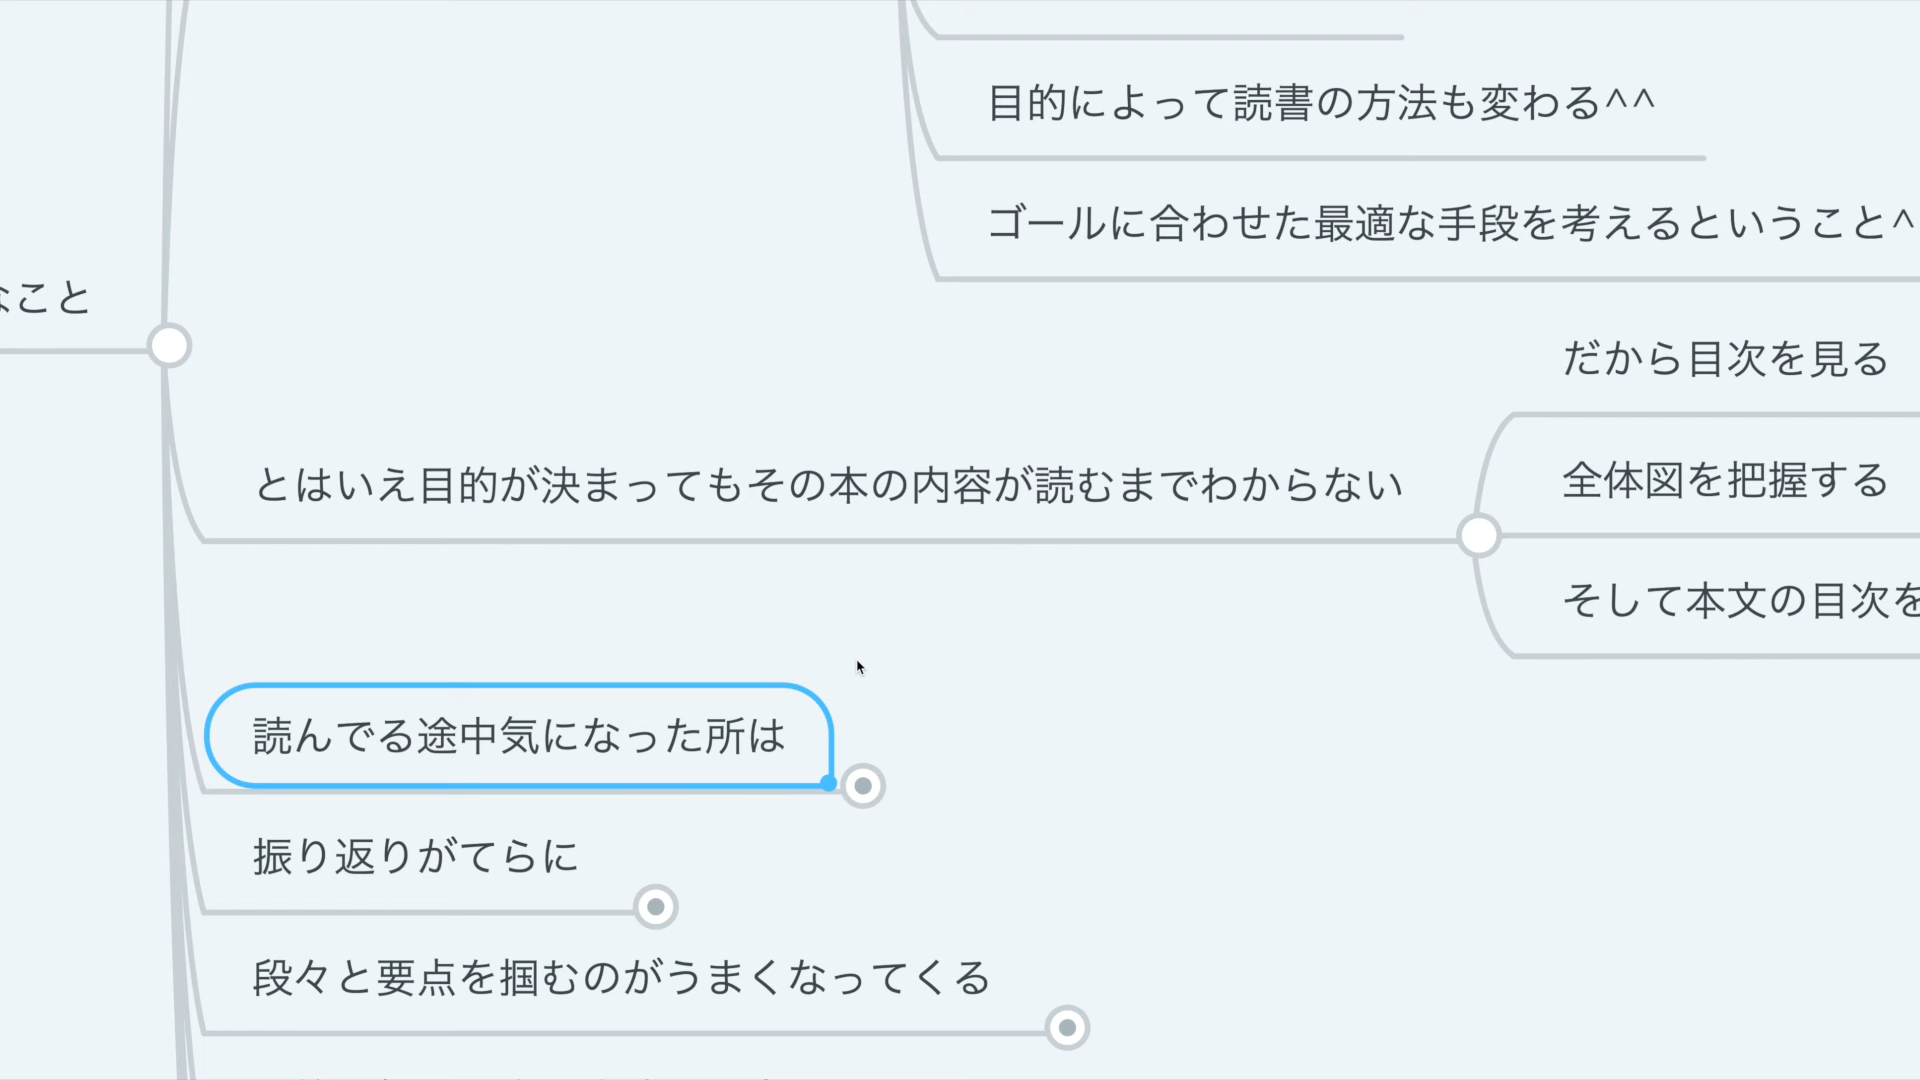 目的によって読書の方法も変わる^^
ゴールに合わせた最適な手段を考えるということ^
なこと
だから目次を見る
とはいえ目的が決まってもその本の内容が読むまでわからない
全体図を把握する
そして本文の目次を
読んでる途中気になった所は
振り返りがてらに
段々と要点を掴むのがうまくなってくる